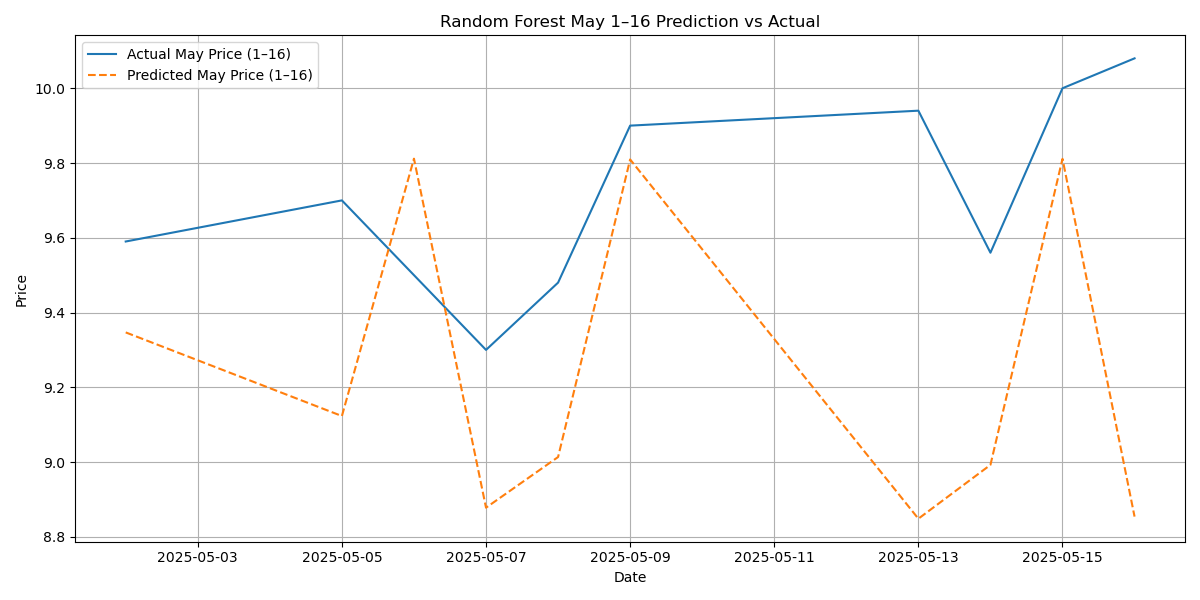 Random Forest May 1–16 Prediction vs Actual
Actual May Price (1–16)
Predicted May Price (1–16)
Price
10.0
9.8
9.6
9.4
9.2
9.0
8.8
2025-05-03
2025-05-05
2025-05-07
2025-05-09
2025-05-11
2025-05-13
2025-05-15
Date